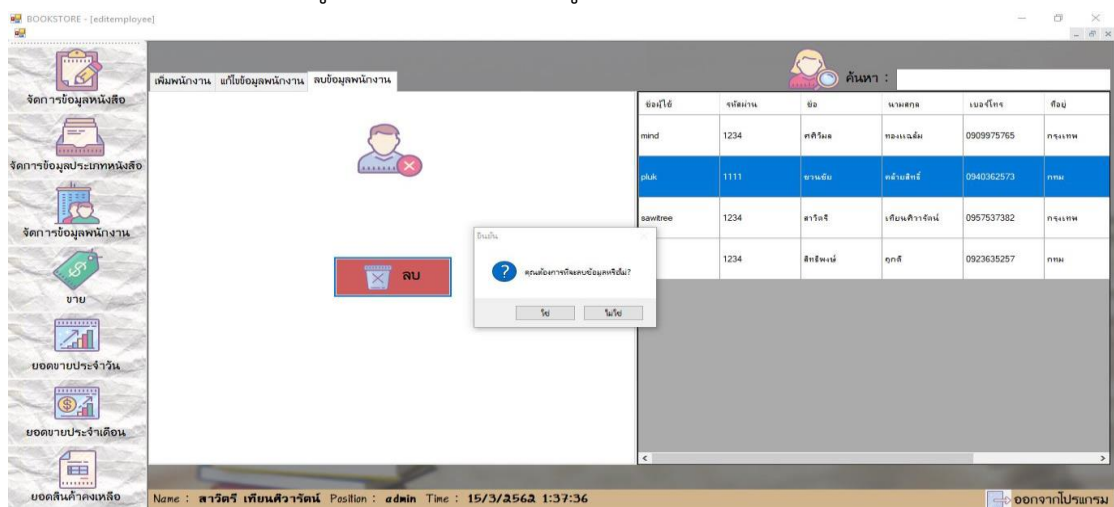 BOOKSTORE - [editemployee]
จัดการข้อมูลหนังสือ
จัดการข้อมูลประเภทหนังสือ
จัดการข้อมูลพนักงาน
ขาย
ยอดขายประจำวัน
ยอดขายประจำเดือน
ยอดสินค้าคงเหลือ
เพิ่มพนักงาน แก้ไขข้อมูลพนักงาน ลบข้อมูลพนักงาน
ค้นหา :
ลบ
ชื่อผู้ใช้ รหัสผ่าน ชื่อ นามสกุล เบอร์โทร ที่อยู่
mind 1234 ศศิวิมล ทองแฉล้ม 0909975765 กรุงเทพ
pluk 1111 ชานชัย คล้ายสิทธิ์ 0940362573 กทม
sawitree 1234 สาวิตรี เทียนศิวารัตน์ 0957537382 กรุงเทพ
1234 สิทธิพงษ์ 0923635257 กทม
ยืนยัน
คุณต้องการที่จะลบข้อมูลหรือไม่?
ใช่ ไม่ใช่
Name : สาวิตรี เทียนศิวารัตน์ Position : admin Time : 15/3/2562 1:37:36
ออกจากโปรแกรม